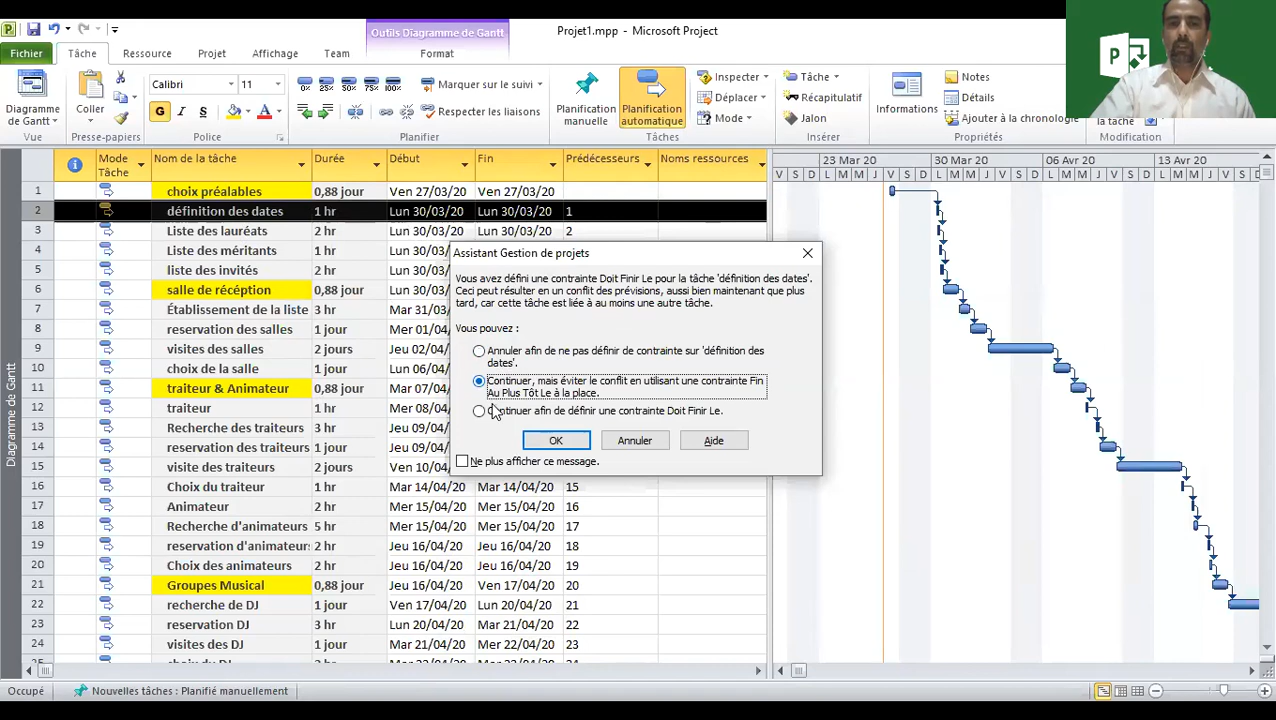 Outils Diagramme de Gantt
Projet1.mpp - Microsoft Project
Fichier Tâche Ressource Projet Affichage Team Format
Diagramme de Gantt
Vue
Coller
Presse-papiers
Calibri 11
G I S
Police
0% 25% 50% 75% 100%
Marquer sur le suivi
Respecter les liaisons
Planifier
Planification manuelle
Planification automatique
Inspecter
Déplacer
Mode
Tâches
Tâche
Récapitulatif
Jalon
Insérer
Informations
Notes
Détails
Ajouter à la chronologie
Propriétés
la tâche
Modification
Mode Tâche Nom de la tâche Durée Début Fin Prédécesseurs Noms ressources
23 Mar 20 30 Mar 20 06 Avr 20 13 Avr 20
V S D L M M J V S D L M M J V S D L M M J V S D L M M J V S D
1 choix préalables 0,88 jour Ven 27/03/20 Ven 27/03/20
2 définition des dates 1 hr Lun 30/03/20 Lun 30/03/20 1
3 Liste des lauréats 2 hr Lun 30/03/20 Lun 30/03/20 2
4 Liste des méritants 1 hr
5 liste des invités 2 hr
6 salle de récéption 0,88 jour Lun 30/03
7 Établissement de la liste 3 hr Mar 31/03
8 reservation des salles 1 jour Mer 01/04
9 visites des salles 2 jours Jeu 02/04
10 choix de la salle 1 jour Lun 06/04
11 traiteur & Animateur 0,88 jour Mar 07/04
12 traiteur 1 hr Mer 08/04
13 Recherche des traiteurs 3 hr Jeu 09/04
14 reservation des traiteurs 1 jour Jeu 09/04
15 visite des traiteurs 2 jours Ven 10/04
16 Choix du traiteur 2 hr Mar 14/04/20 Mar 14/04/20 15
17 Animateur 2 hr Mer 15/04/20 Mer 15/04/20 16
18 Recherche d'animateurs 5 hr Mer 15/04/20 Mer 15/04/20 17
19 reservation d'animateurs 2 hr Jeu 16/04/20 Jeu 16/04/20 18
20 Choix des animateurs 2 hr Jeu 16/04/20 Jeu 16/04/20 19
21 Groupes Musical 0,88 jour Jeu 16/04/20 Ven 17/04/20 20
22 recherche de DJ 1 jour Ven 17/04/20 Lun 20/04/20 21
23 reservation DJ 3 hr Lun 20/04/20 Mar 21/04/20 22
24 visites des DJ 1 jour Mar 21/04/20 Mer 22/04/20 23
Assistant Gestion de projets
Vous avez défini une contrainte Doit Finir Le pour la tâche 'définition des dates'.
Ceci peut résulter en un conflit des prévisions, aussi bien maintenant que plus
tard, car cette tâche est liée à au moins une autre tâche.
Vous pouvez :
Annuler afin de ne pas définir de contrainte sur 'définition des
dates'.
Continuer, mais éviter le conflit en utilisant une contrainte Fin
Au Plus Tôt Le à la place.
Continuer afin de définir une contrainte Doit Finir Le.
OK Annuler Aide
Ne plus afficher ce message.
Diagramme de Gantt
Occupé Nouvelles tâches : Planifié manuellement